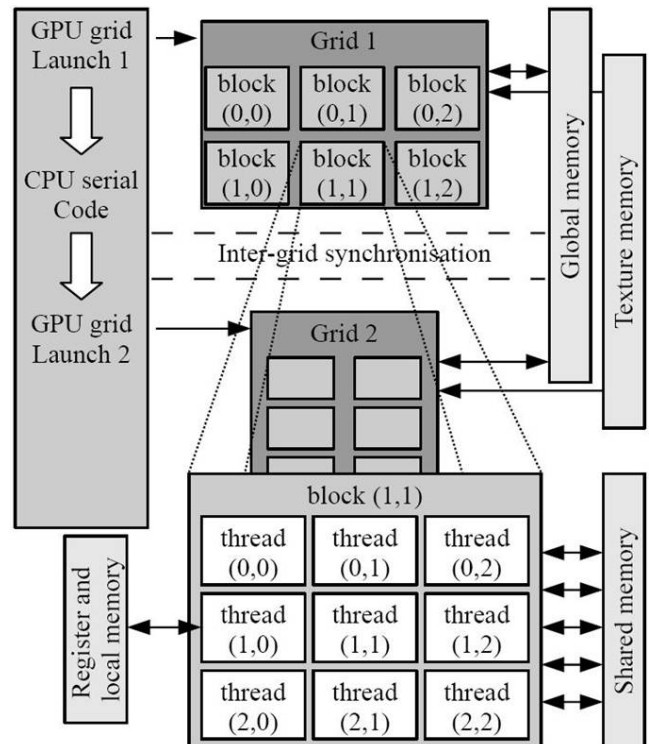 GPU grid
Launch 1
CPU serial
Code
GPU grid
Launch 2
Grid 1
block
(0,0)
block
(0,1)
block
(0,2)
block
(1,0)
block
(1,1)
block
(1,2)
Inter-grid synchronisation
Grid 2
Global memory
Texture memory
block (1,1)
thread
(0,0)
thread
(0,1)
thread
(0,2)
thread
(1,0)
thread
(1,1)
thread
(1,2)
thread
(2,0)
thread
(2,1)
thread
(2,2)
Register and
local memory
Shared memory